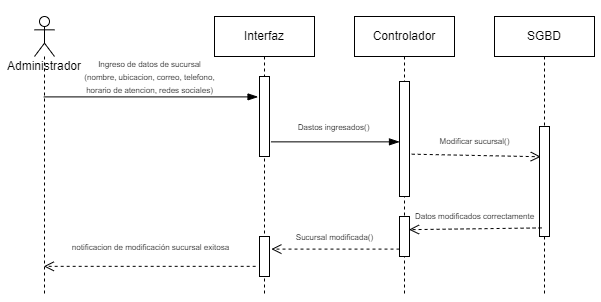 Interfaz
Controlador
SGBD
Administrador
Ingreso de datos de sucursal
(nombre, ubicacion, correo, telefono,
horario de atencion, redes sociales)
Dastos ingresados()
Modificar sucursal()
Datos modificados correctamente
Sucursal modificada()
notificacion de modificación sucursal exitosa